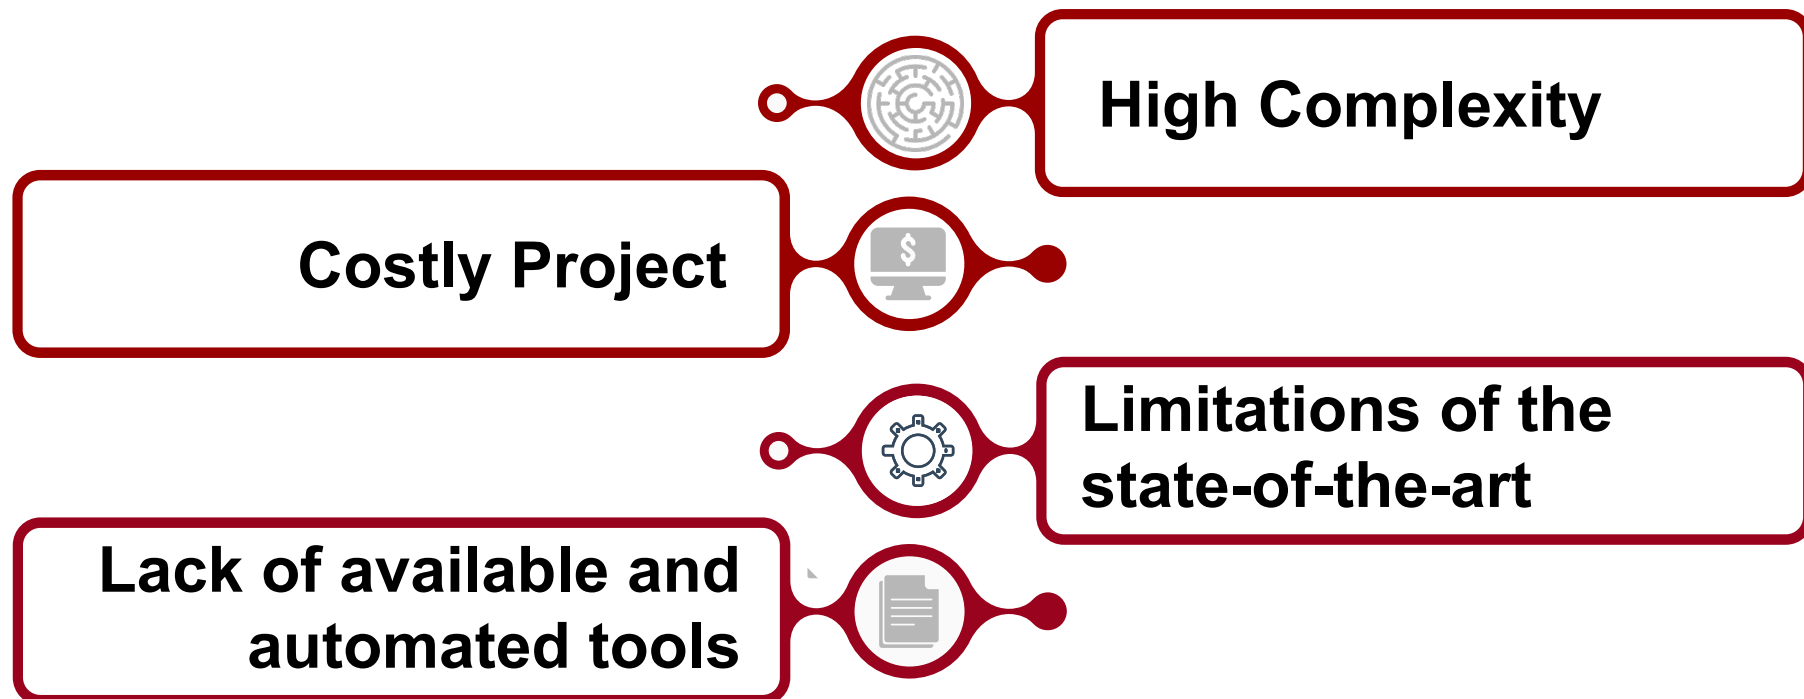 High Complexity
Costly Project
Limitations of the
state-of-the-art
Lack of available and
automated tools
$